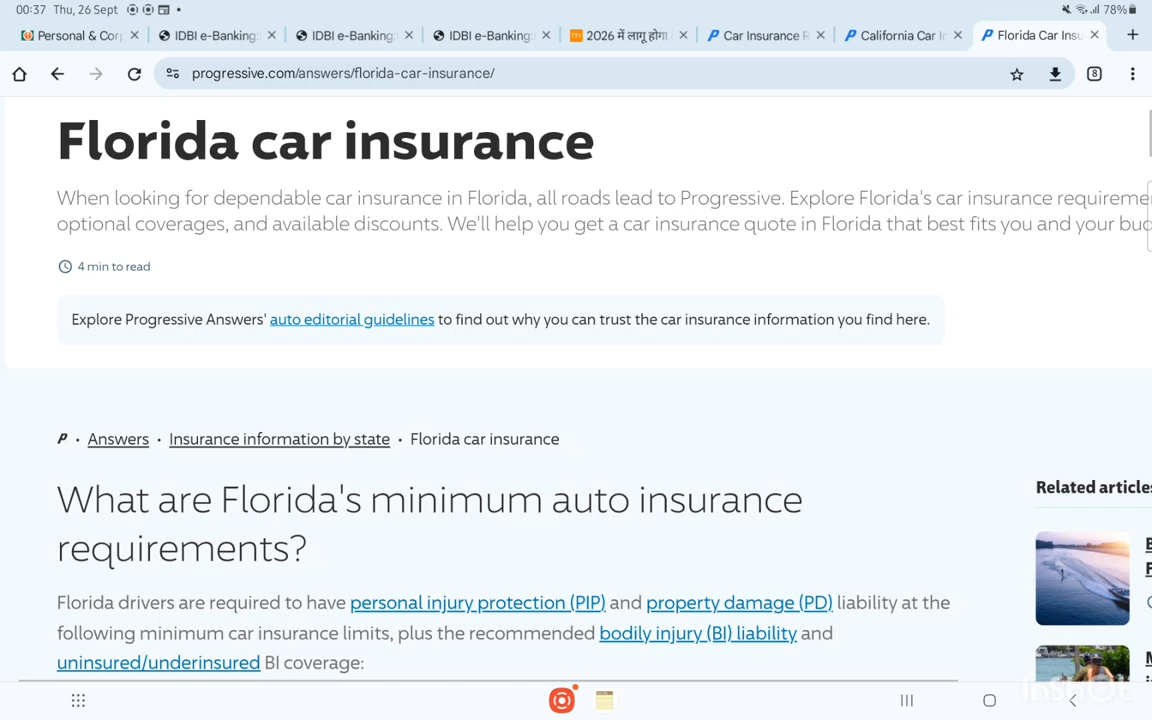 00:37 Thu, 26 Sept
78%
Personal & Cor
IDBI e-Banking:
IDBI e-Banking:
IDBI e-Banking:
2026 में लागू होगा
Car Insurance R
California Car In
Florida Car Insu
progressive.com/answers/florida-car-insurance/
8
Florida car insurance
When looking for dependable car insurance in Florida, all roads lead to Progressive. Explore Florida's car insurance requireme
optional coverages, and available discounts. We'll help you get a car insurance quote in Florida that best fits you and your bud
4 min to read
Explore Progressive Answers' auto editorial guidelines to find out why you can trust the car insurance information you find here.
Answers · Insurance information by state · Florida car insurance
What are Florida's minimum auto insurance
requirements?
Related articles
Florida drivers are required to have personal injury protection (PIP) and property damage (PD) liability at the
following minimum car insurance limits, plus the recommended bodily injury (BI) liability and
uninsured/underinsured BI coverage:
InShot